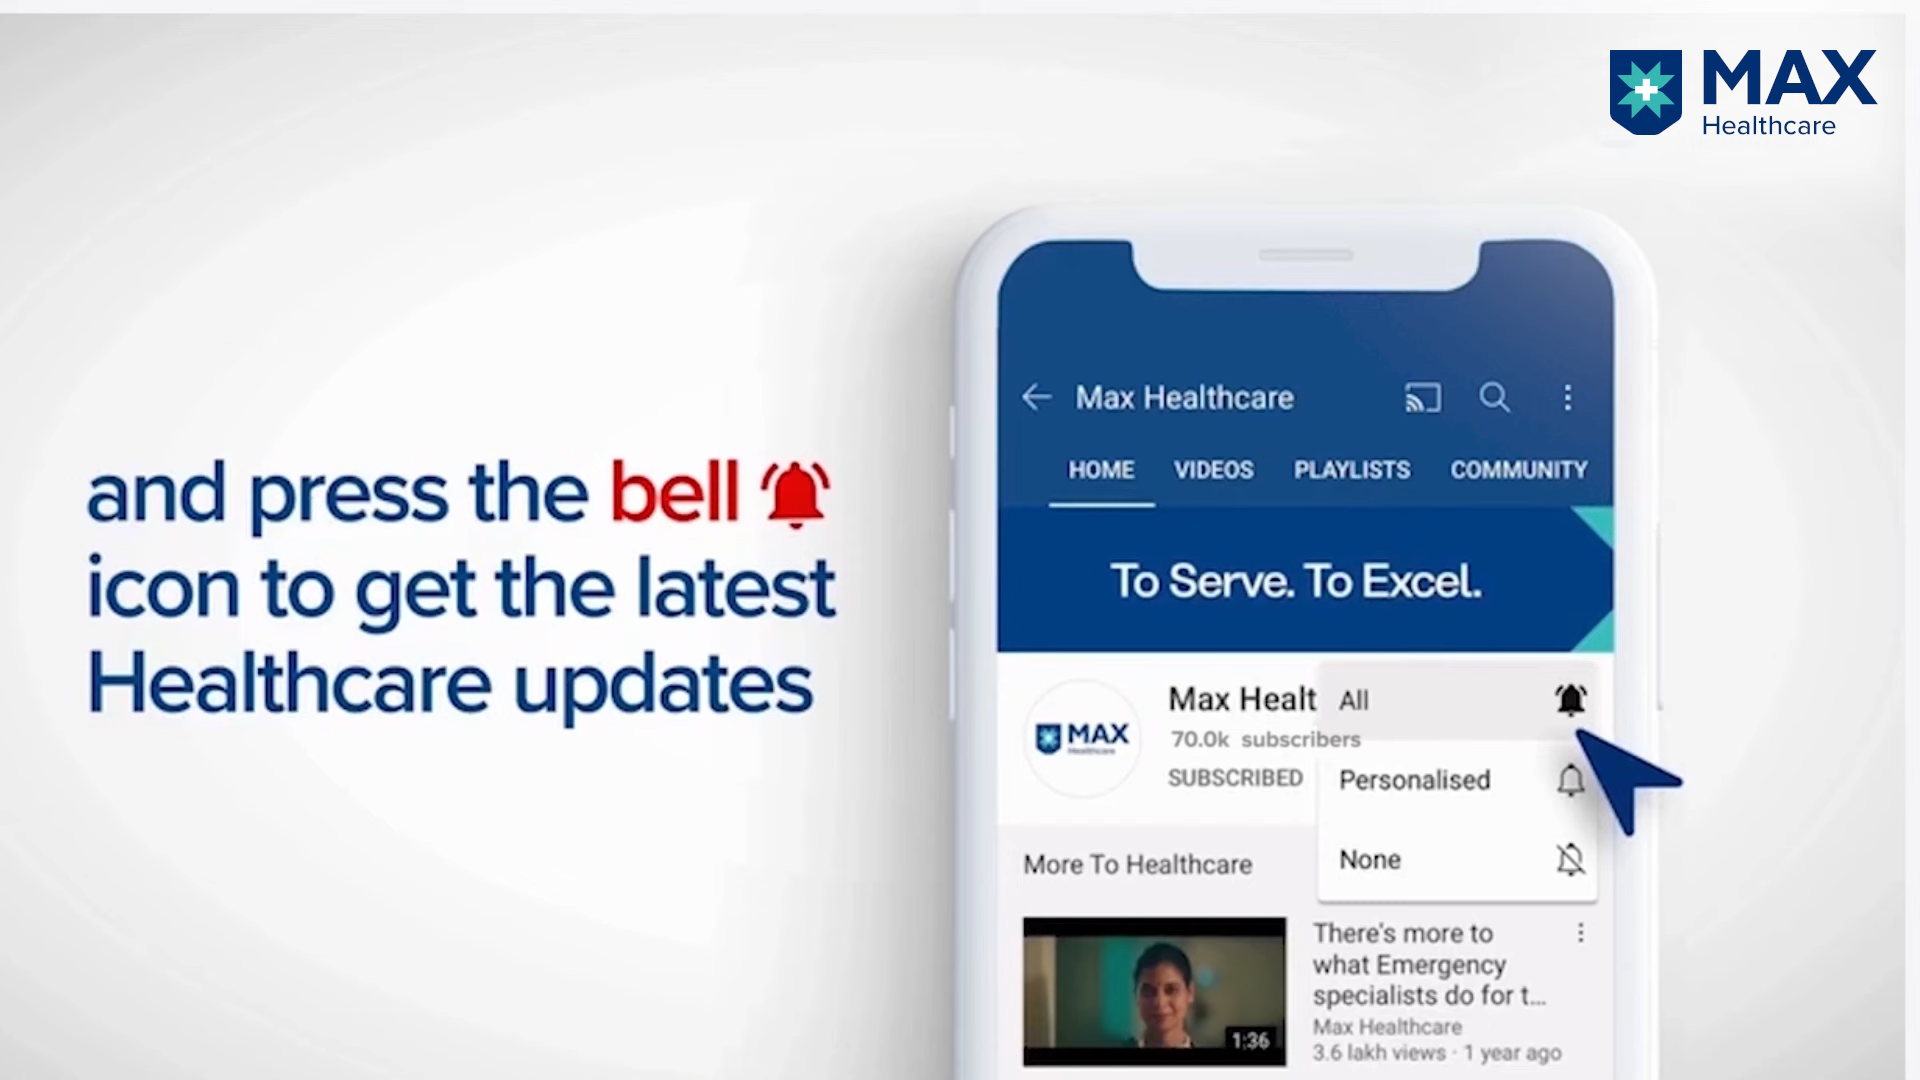 MAX
Healthcare
and press the bell
icon to get the latest
Healthcare updates
Max Healthcare
HOME VIDEOS PLAYLISTS COMMUNITY
To Serve. To Excel.
MAX
Healthcare
Max Healt
70.0k subscribers
SUBSCRIBED
All
Personalised
None
More To Healthcare
There's more to
what Emergency
specialists do for t...
Max Healthcare
3.6 lakh views · 1 year ago
1:36